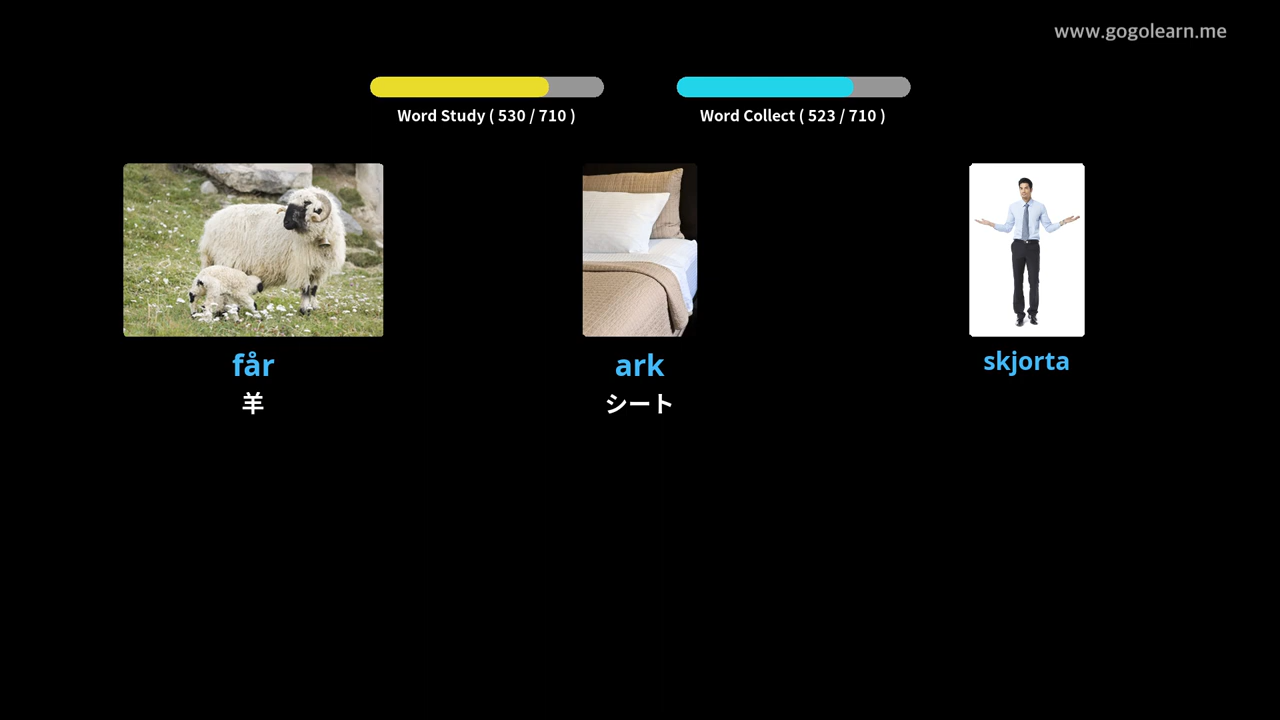 www.gogolearn.me
Word Study ( 530 / 710 )
Word Collect ( 523 / 710 )
får
ark
skjorta
羊
シート